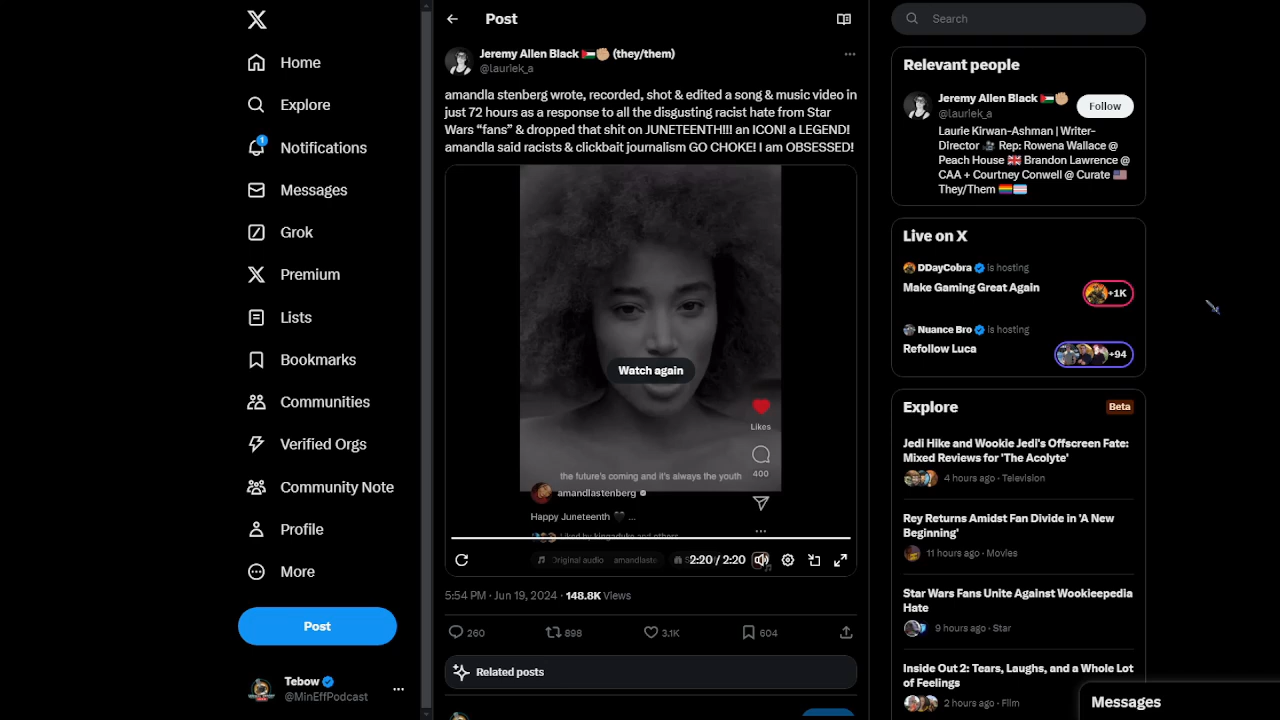 Home
Explore
1
Notifications
Messages
Grok
Premium
Lists
Bookmarks
Communities
Verified Orgs
Community Note
Profile
More
Post
Tebow
@MinEffPodcast
Post
Jeremy Allen Black 🇵🇸✊🏼 (they/them)
@lauriek_a
amandla stenberg wrote, recorded, shot & edited a song & music video in
just 72 hours as a response to all the disgusting racist hate from Star
Wars “fans” & dropped that shit on JUNETEENTH!!! an ICON! a LEGEND!
amandla said racists & clickbait journalism GO CHOKE! I am OBSESSED!
Watch again
Likes
400
the future's coming and it's always the youth
amandlastenberg
Happy Juneteenth 🖤 ...
Liked by kingaduke and others
Original audio amandlaste
2:20 / 2:20
5:54 PM · Jun 19, 2024 · 148.8K Views
260
898
3.1K
604
Related posts
Search
Relevant people
Jeremy Allen Black 🇵🇸✊🏼
@lauriek_a
Follow
Laurie Kirwan-Ashman | Writer-
Director 🎥 Rep: Rowena Wallace @
Peach House 🇬🇧 Brandon Lawrence @
CAA + Courtney Conwell @ Curate 🇺🇸
They/Them 🏳️‍🌈🏳️‍⚧️
Live on X
DDayCobra is hosting
Make Gaming Great Again
+1K
Nuance Bro is hosting
Refollow Luca
+94
Explore
Beta
Jedi Hike and Wookie Jedi's Offscreen Fate:
Mixed Reviews for 'The Acolyte'
4 hours ago · Television
Rey Returns Amidst Fan Divide in 'A New
Beginning'
11 hours ago · Movies
Star Wars Fans Unite Against Wookieepedia
Hate
9 hours ago · Star
Inside Out 2: Tears, Laughs, and a Whole Lot
of Feelings
2 hours ago · Film
Messages